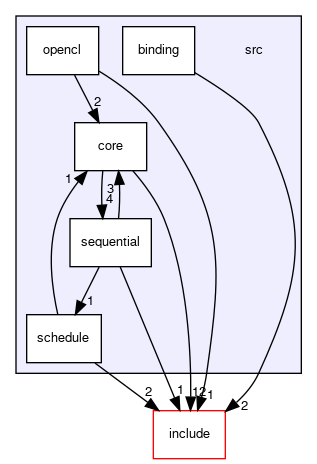 opencl
binding
src
2
core
1
3
4
sequential
1
schedule
2
1
12
1
2
include